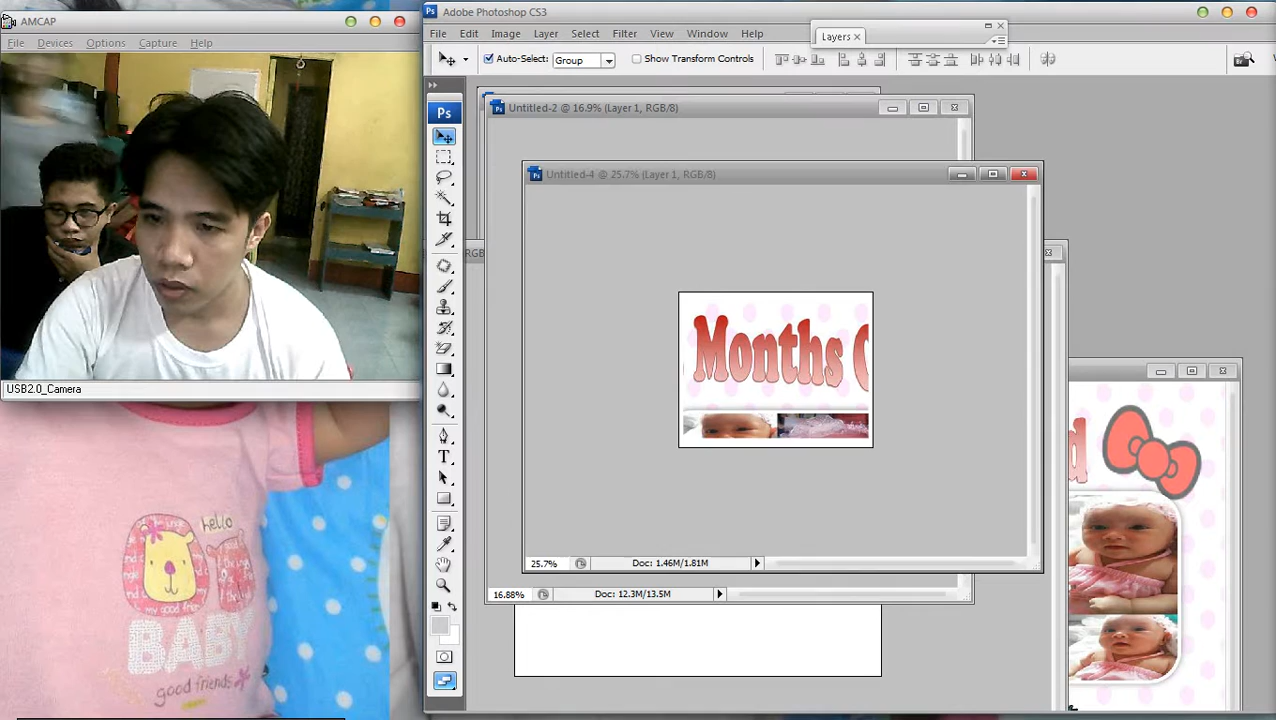 AMCAP
File Devices Options Capture Help
USB2.0_Camera
hello
BABY
good friends
Ps Adobe Photoshop CS3
File Edit Image Layer Select Filter View Window Help
Layers
Auto-Select: Group Show Transform Controls
Ps
Untitled-2 @ 16.9% (Layer 1, RGB/8)
Untitled-4 @ 25.7% (Layer 1, RGB/8)
RGB
Months
d
25.7% Doc: 1.46M/1.81M
16.88% Doc: 12.3M/13.5M